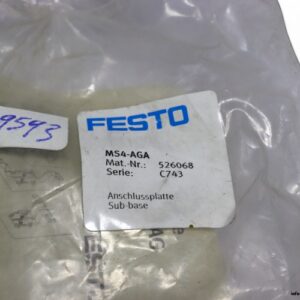 9593
FESTO
MS4-AGA
Mat.-Nr.: 526068
Serie: C743
Anschlussplatte
Sub-base